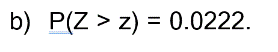 b) P(Z > z) = 0.0222.